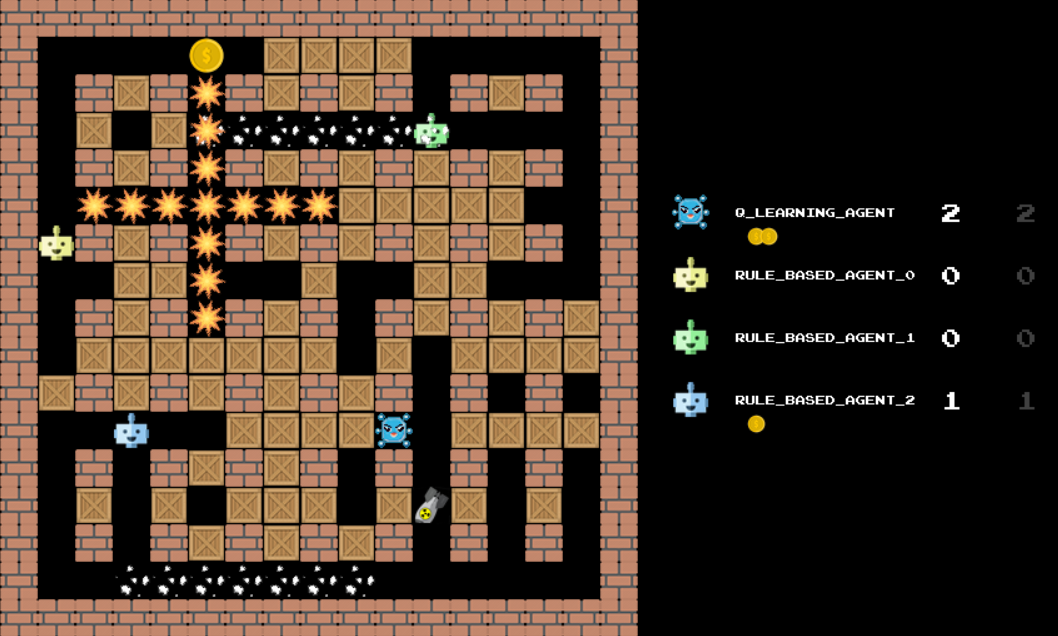 $
Q_LEARNING_AGENT 2 2
RULE_BASED_AGENT_0 0 0
RULE_BASED_AGENT_1 0 0
RULE_BASED_AGENT_2 1 1